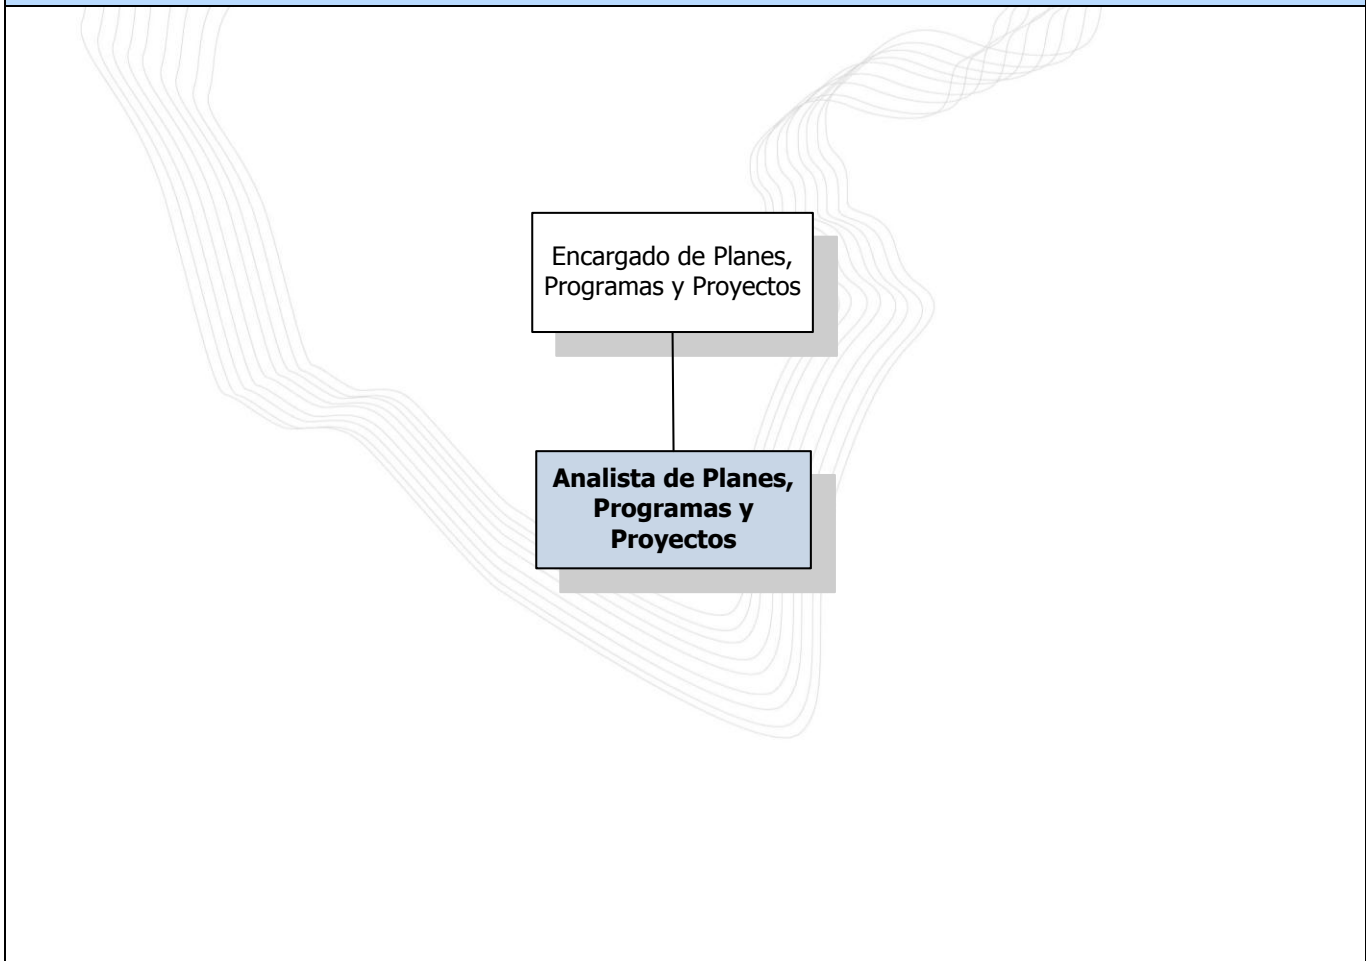 Encargado de Planes,
Programas y Proyectos
Analista de Planes,
Programas y
Proyectos